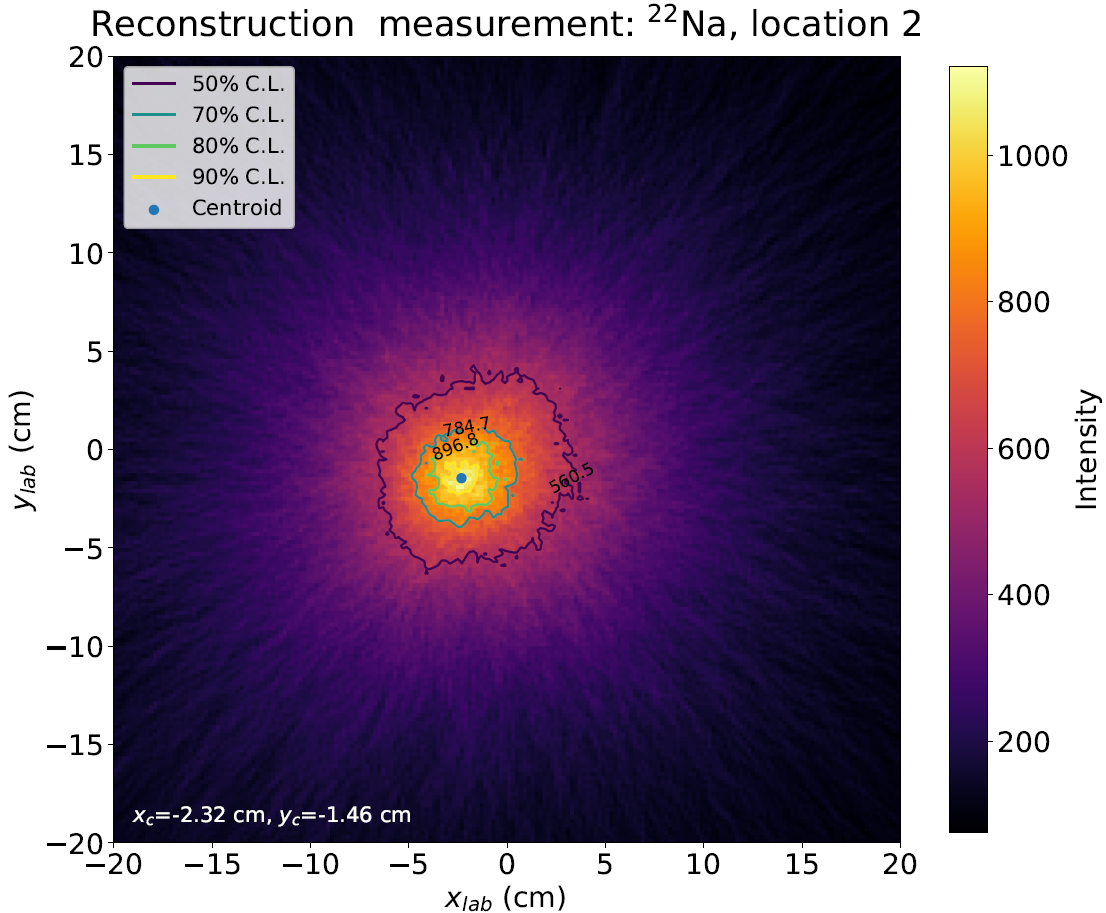 Reconstruction  measurement: ²²Na, location 2
50% C.L.
70% C.L.
80% C.L.
90% C.L.
Centroid
20
15
10
5
0
−5
−10
−15
−20
y_lab (cm)
784.7
896.8
560.5
x_c=-2.32 cm, y_c=-1.46 cm
−20 −15 −10 −5 0 5 10 15 20
x_lab (cm)
1000
800
600
400
200
Intensity